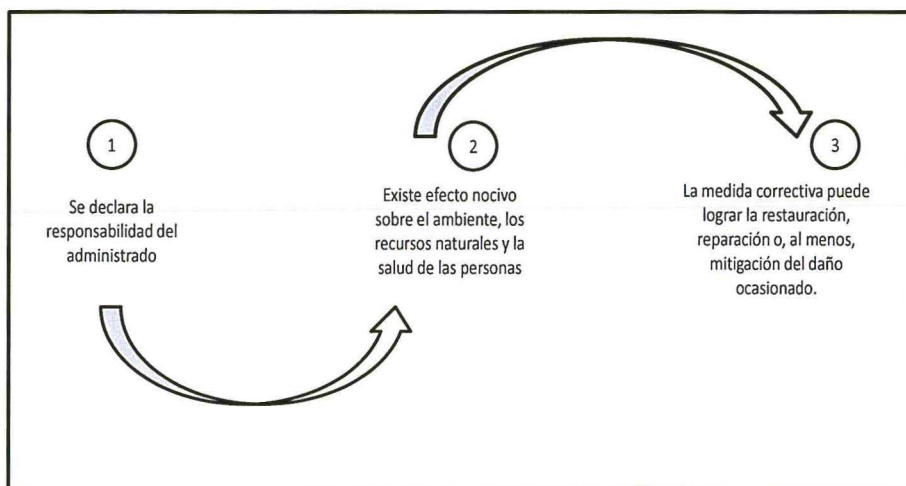 1
Se declara la
responsabilidad del
administrado
2
Existe efecto nocivo
sobre el ambiente, los
recursos naturales y la
salud de las personas
3
La medida correctiva puede
lograr la restauración,
reparación o, al menos,
mitigación del daño
ocasionado.